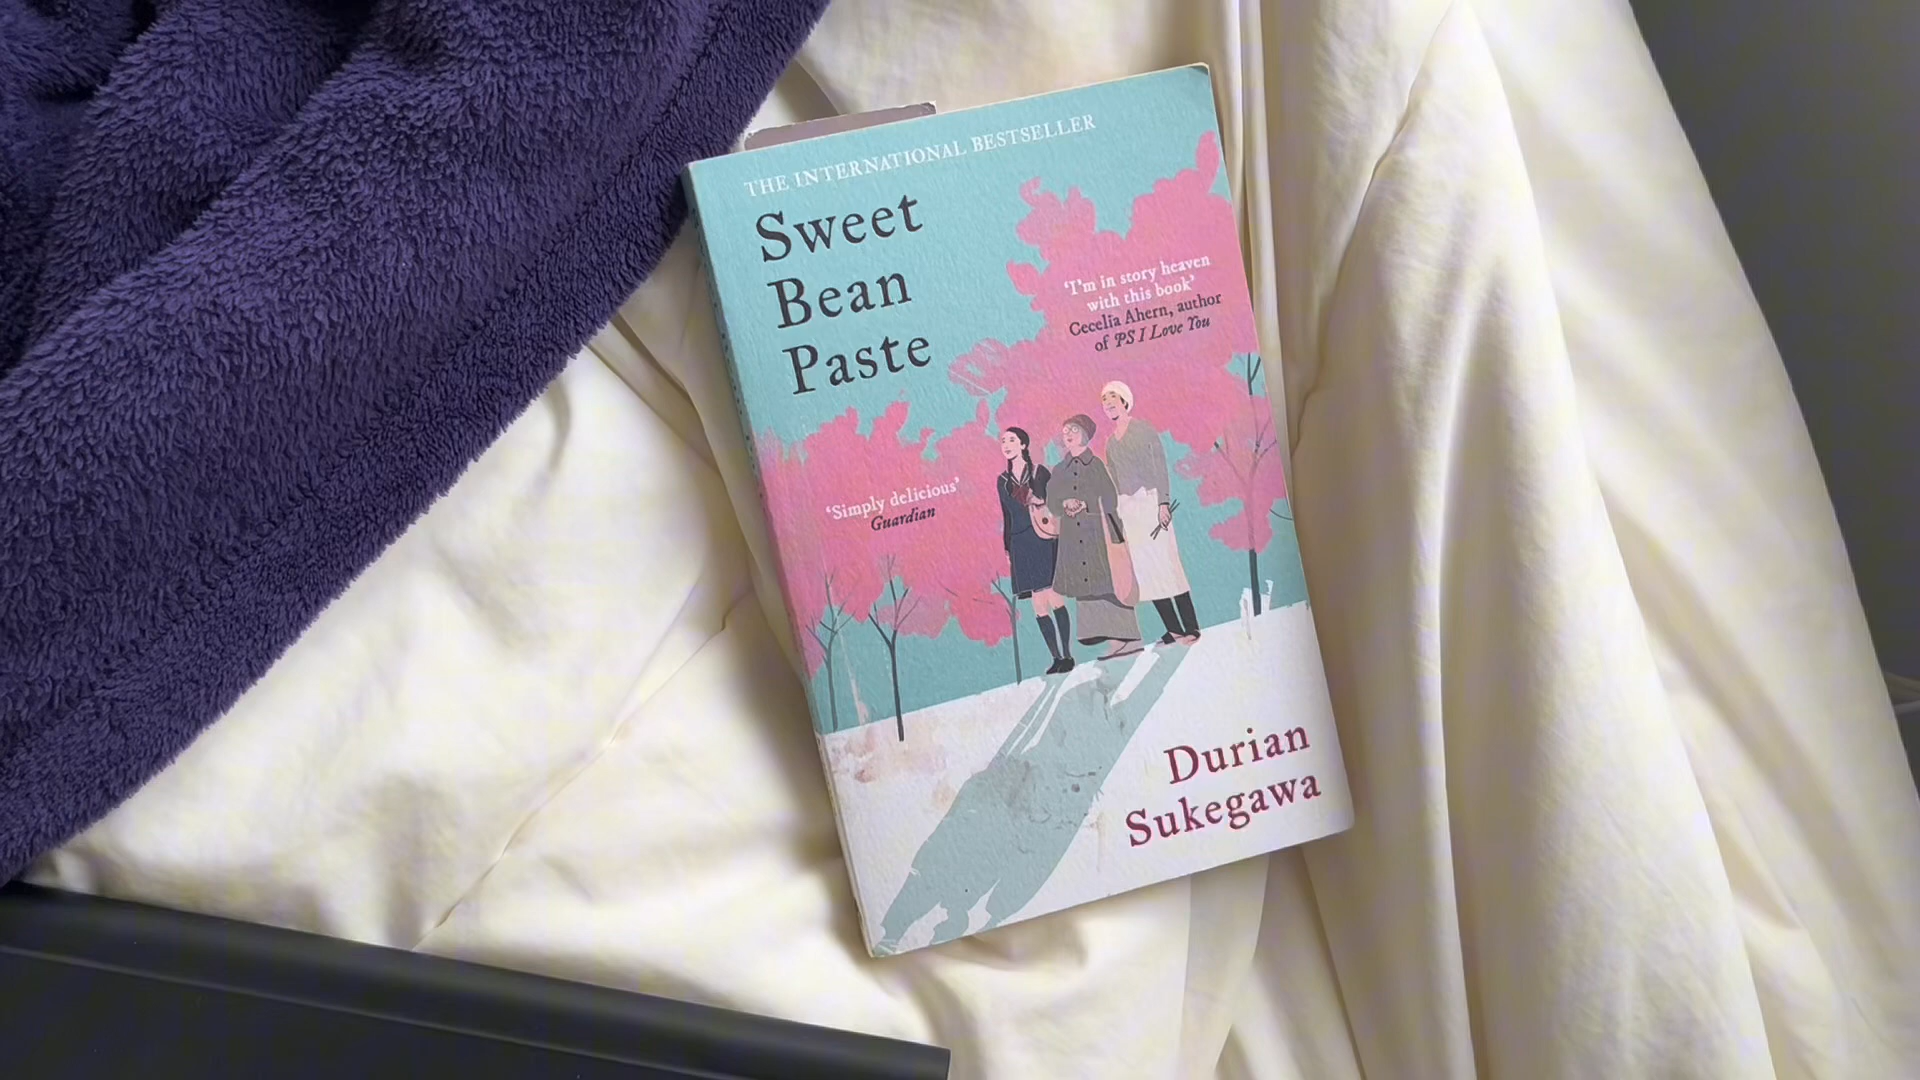 THE INTERNATIONAL BESTSELLER
Sweet
Bean
Paste
'I'm in story heaven
with this book'
Cecelia Ahern, author
of PS I Love You
'Simply delicious'
Guardian
Durian
Sukegawa